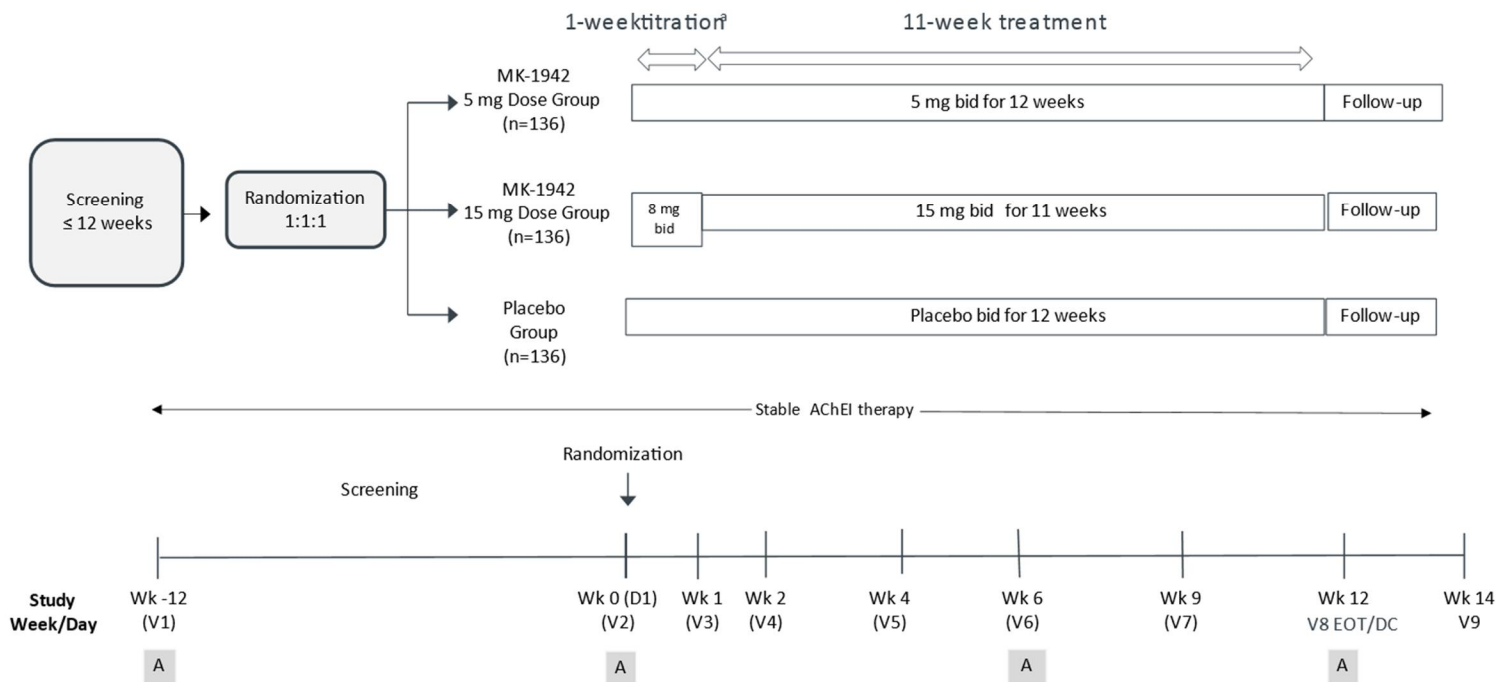 1-weektitrationª
11-week treatment
MK-1942
5 mg Dose Group
(n=136)
5 mg bid for 12 weeks
Follow-up
Screening
≤ 12 weeks
Randomization
1:1:1
MK-1942
15 mg Dose Group
(n=136)
8 mg
bid
15 mg bid for 11 weeks
Follow-up
Placebo
Group
(n=136)
Placebo bid for 12 weeks
Follow-up
Stable AChEI therapy
Randomization
Screening
Study
Week/Day
Wk -12
(V1)
Wk 0 (D1)
(V2)
Wk 1
(V3)
Wk 2
(V4)
Wk 4
(V5)
Wk 6
(V6)
Wk 9
(V7)
Wk 12
V8 EOT/DC
Wk 14
V9
A
A
A
A